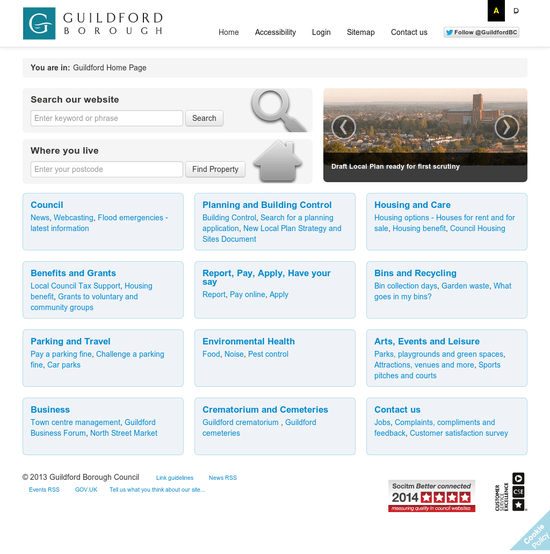 GUILDFORD
BOROUGH
A
D
Home Accessibility Login Sitemap Contact us
Follow @GuildfordBC
You are in: Guildford Home Page
Search our website
Enter keyword or phrase
Search
Where you live
Enter your postcode
Find Property
Draft Local Plan ready for first scrutiny
Council
News, Webcasting, Flood emergencies -
latest information
Planning and Building Control
Building Control, Search for a planning
application, New Local Plan Strategy and
Sites Document
Housing and Care
Housing options - Houses for rent and for
sale, Housing benefit, Council Housing
Benefits and Grants
Local Council Tax Support, Housing
benefit, Grants to voluntary and
community groups
Report, Pay, Apply, Have your
say
Report, Pay online, Apply
Bins and Recycling
Bin collection days, Garden waste, What
goes in my bins?
Parking and Travel
Pay a parking fine, Challenge a parking
fine, Car parks
Environmental Health
Food, Noise, Pest control
Arts, Events and Leisure
Parks, playgrounds and green spaces,
Attractions, venues and more, Sports
pitches and courts
Business
Town centre management, Guildford
Business Forum, North Street Market
Crematorium and Cemeteries
Guildford crematorium , Guildford
cemeteries
Contact us
Jobs, Complaints, compliments and
feedback, Customer satisfaction survey
© 2013 Guildford Borough Council Link guidelines News RSS
Events RSS GOV.UK Tell us what you think about our site...
Socitm Better connected
2014
measuring quality in council websites
CUSTOMER
SERVICE
EXCELLENCE
CSE
Cookie
Policy